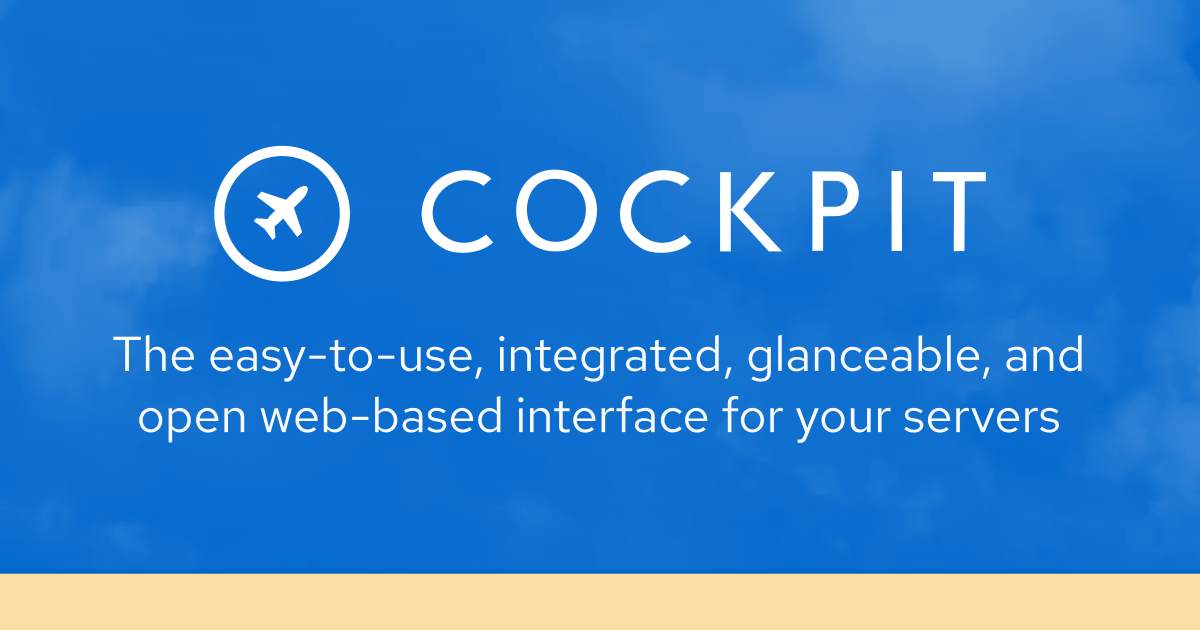 COCKPIT
The easy-to-use, integrated, glanceable, and
open web-based interface for your servers